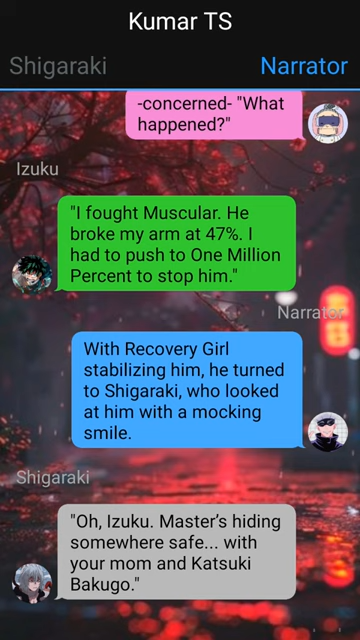 Kumar TS
Shigaraki
Narrator
-concerned- "What
happened?"
Izuku
"I fought Muscular. He
broke my arm at 47%. I
had to push to One Million
Percent to stop him."
Narrator
With Recovery Girl
stabilizing him, he turned
to Shigaraki, who looked
at him with a mocking
smile.
Shigaraki
"Oh, Izuku. Master’s hiding
somewhere safe... with
your mom and Katsuki
Bakugo."